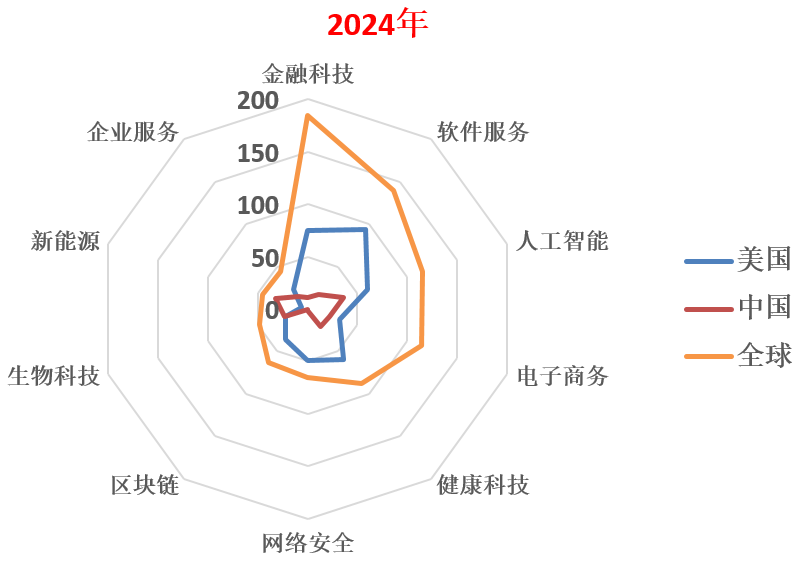 2024年
金融科技
200
企业服务
软件服务
150
100
新能源
人工智能
50
美国
0
中国
全球
生物科技
电子商务
区块链
健康科技
网络安全